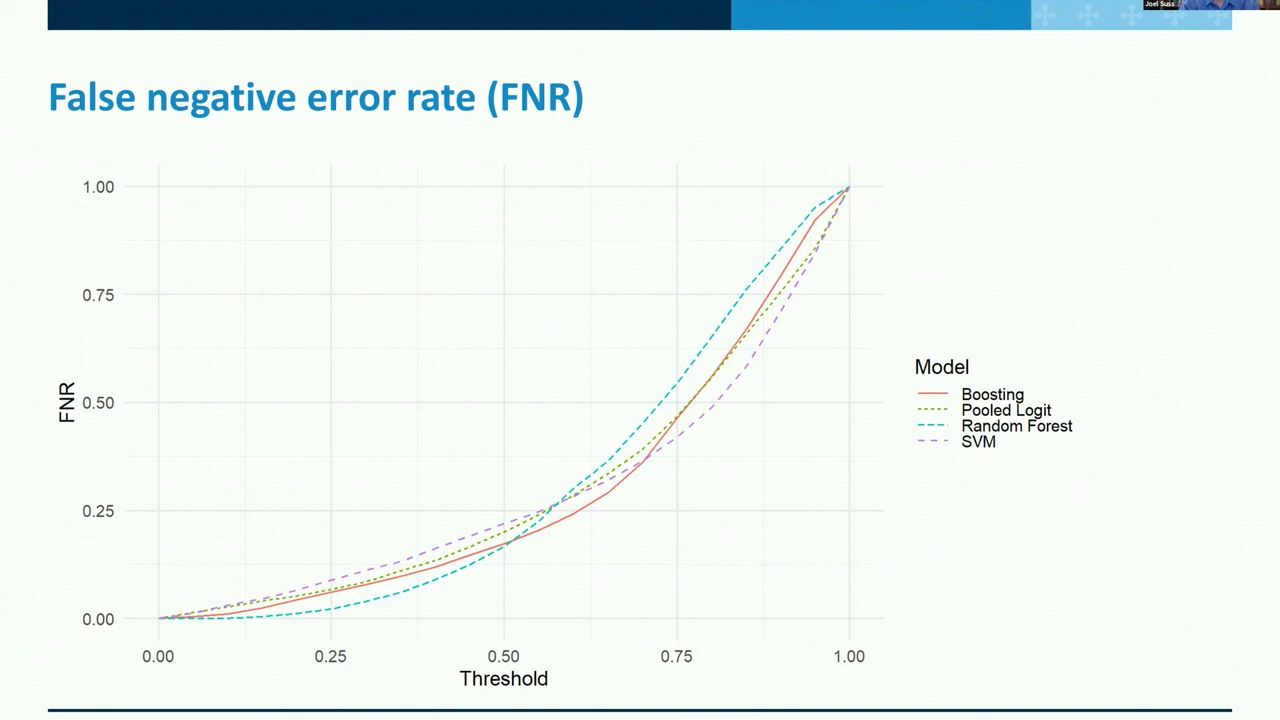 Joel Suss
False negative error rate (FNR)
1.00
0.75
0.50
0.25
0.00
FNR
0.00 0.25 0.50 0.75 1.00
Threshold
Model
Boosting
Pooled Logit
Random Forest
SVM